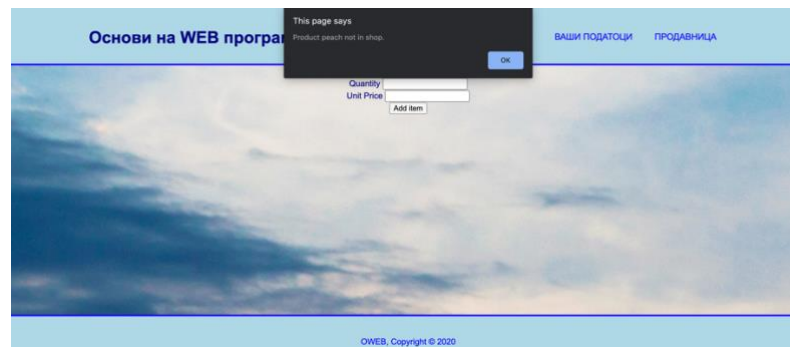 Основи на WEB програ
This page says
Product peach not in shop.
OK
ВАШИ ПОДАТОЦИ ПРОДАВНИЦА
Quantity
Unit Price
Add item
OWEB, Copyright © 2020